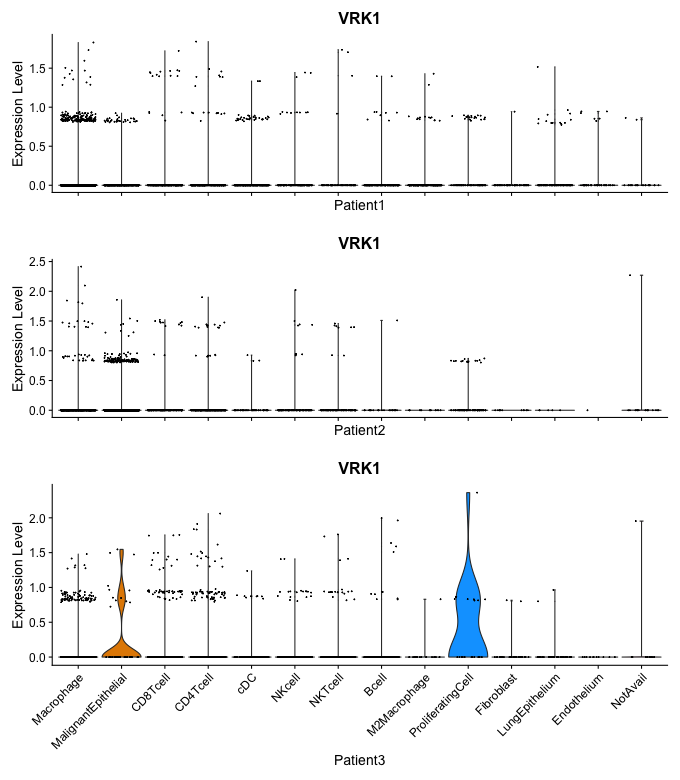 VRK1
Expression Level
1.5
1.0
0.5
0.0
Patient1
VRK1
Expression Level
2.5
2.0
1.5
1.0
0.5
0.0
Patient2
VRK1
Expression Level
2.0
1.5
1.0
0.5
0.0
Macrophage
MalignantEpithelial
CD8Tcell
CD4Tcell
cDC
NKcell
NKTcell
Bcell
M2Macrophage
ProliferatingCell
Fibroblast
LungEpithelium
Endothelium
NotAvail
Patient3